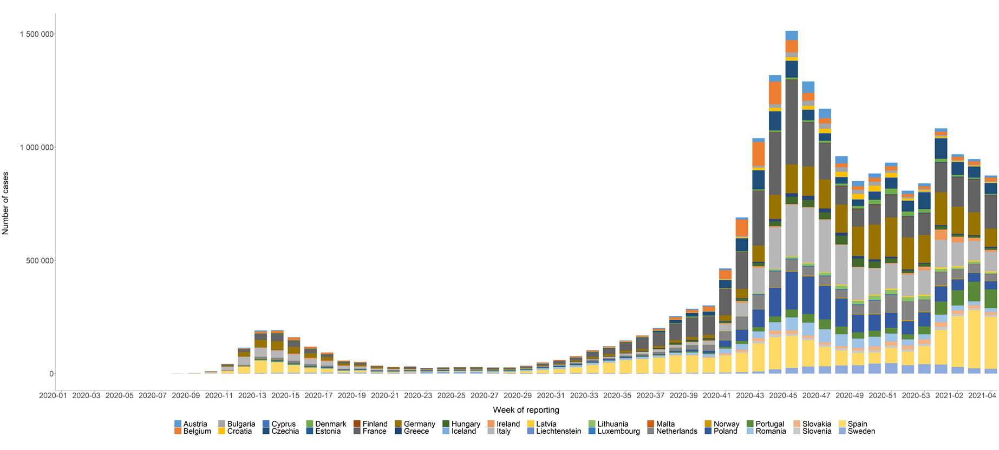 Number of cases
1 500 000
1 000 000
500 000
0
2020-01 2020-03 2020-05 2020-07 2020-09 2020-11 2020-13 2020-15 2020-17 2020-19 2020-21 2020-23 2020-25 2020-27 2020-29 2020-31 2020-33 2020-35 2020-37 2020-39 2020-41 2020-43 2020-45 2020-47 2020-49 2020-51 2020-53 2021-02 2021-04
Week of reporting
Austria Bulgaria Cyprus Denmark Finland Germany Hungary Ireland Latvia Lithuania Malta Norway Portugal Slovakia Spain
Belgium Croatia Czechia Estonia France Greece Iceland Italy Liechtenstein Luxembourg Netherlands Poland Romania Slovenia Sweden